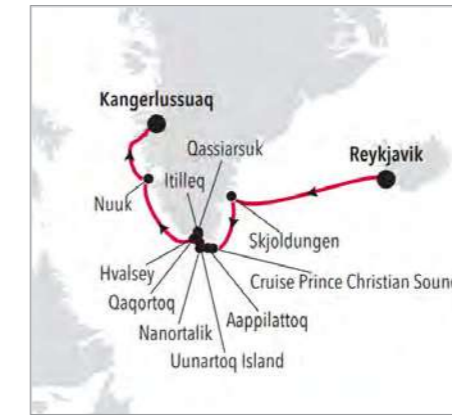 Kangerlussuaq
Qassiarsuk
Reykjavik
Itilleq
Nuuk
Skjoldungen
Hvalsey
Cruise Prince Christian Sound
Qaqortoq
Aappilattoq
Nanortalik
Uunartoq Island